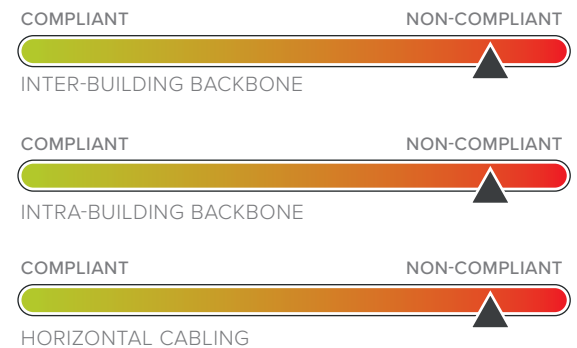 COMPLIANT NON-COMPLIANT
INTER-BUILDING BACKBONE
COMPLIANT NON-COMPLIANT
INTRA-BUILDING BACKBONE
COMPLIANT NON-COMPLIANT
HORIZONTAL CABLING